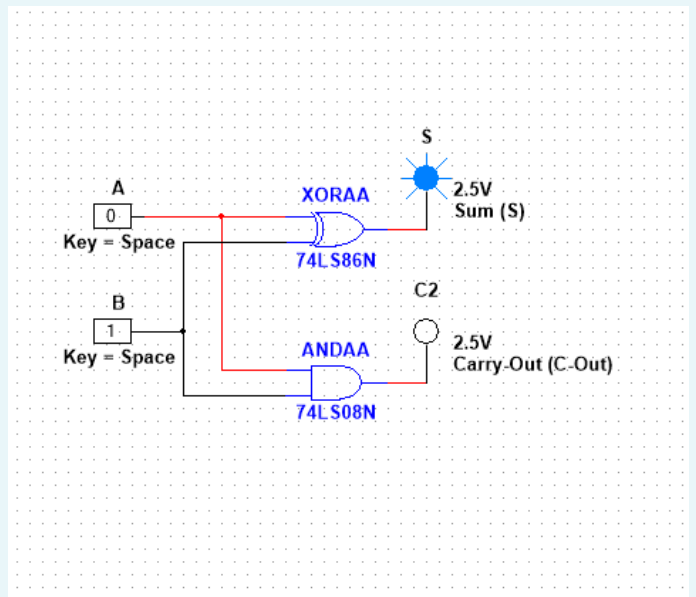 S
2.5V
Sum (S)
A
0
Key = Space
XORAA
74LS86N
C2
B
1
Key = Space
2.5V
Carry-Out (C-Out)
ANDAA
74LS08N